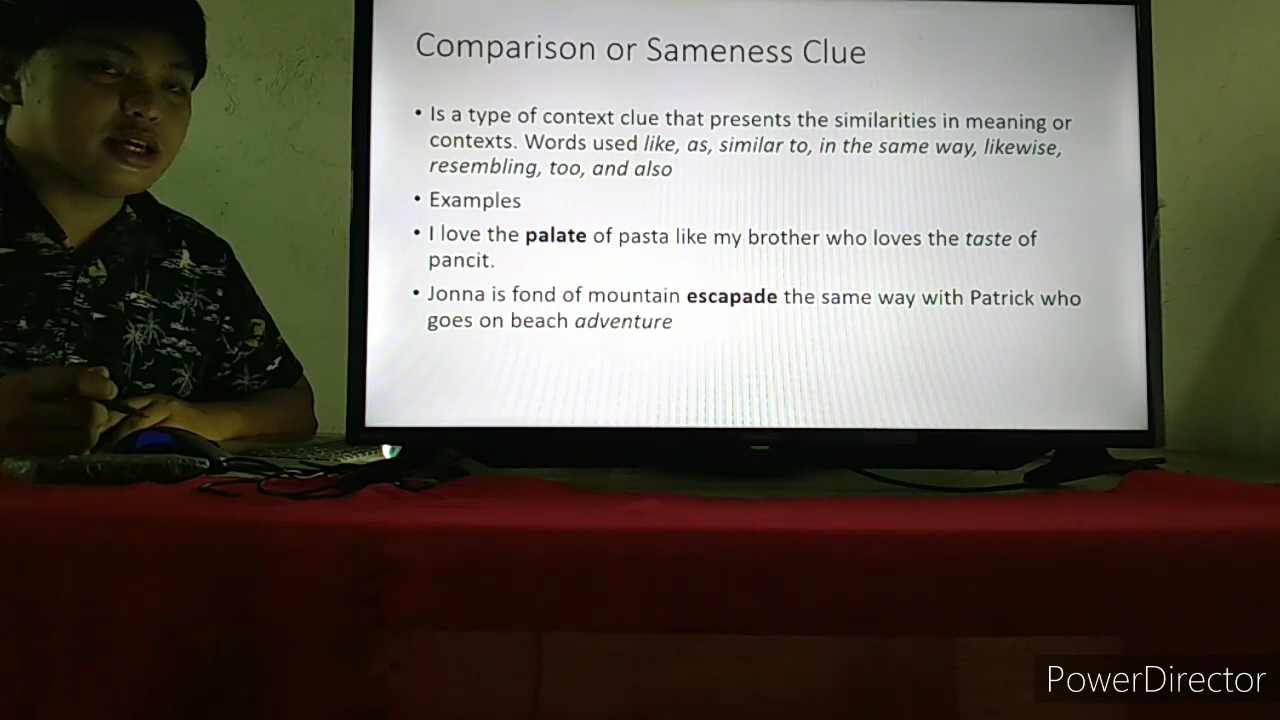 Comparison or Sameness Clue
• Is a type of context clue that presents the similarities in meaning or
contexts. Words used like, as, similar to, in the same way, likewise,
resembling, too, and also
• Examples
• I love the palate of pasta like my brother who loves the taste of
pancit.
• Jonna is fond of mountain escapade the same way with Patrick who
goes on beach adventure
PowerDirector